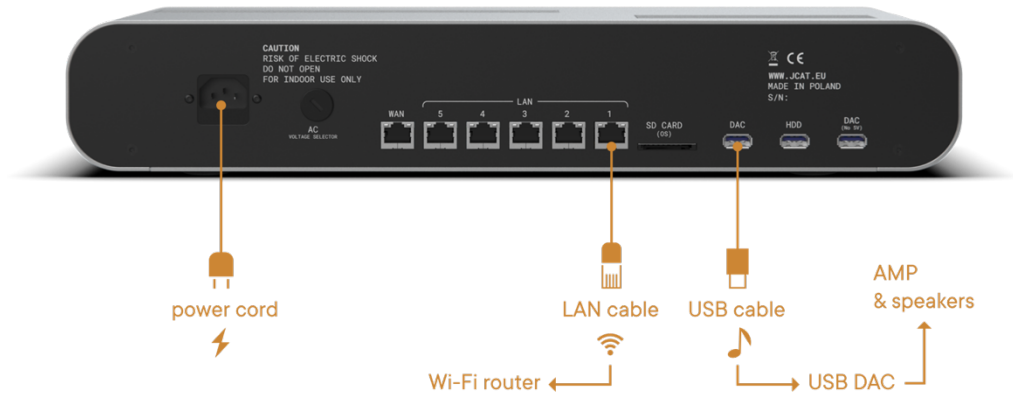 CAUTION
RISK OF ELECTRIC SHOCK
DO NOT OPEN
FOR INDOOR USE ONLY
AC
VOLTAGE SELECTOR
WAN
LAN
5 4 3 2 1
SD CARD
(OS)
DAC
HDD
DAC
(No 5V)
CE
WWW.JCAT.EU
MADE IN POLAND
S/N:
power cord
LAN cable
USB cable
Wi-Fi router
USB DAC
AMP
& speakers